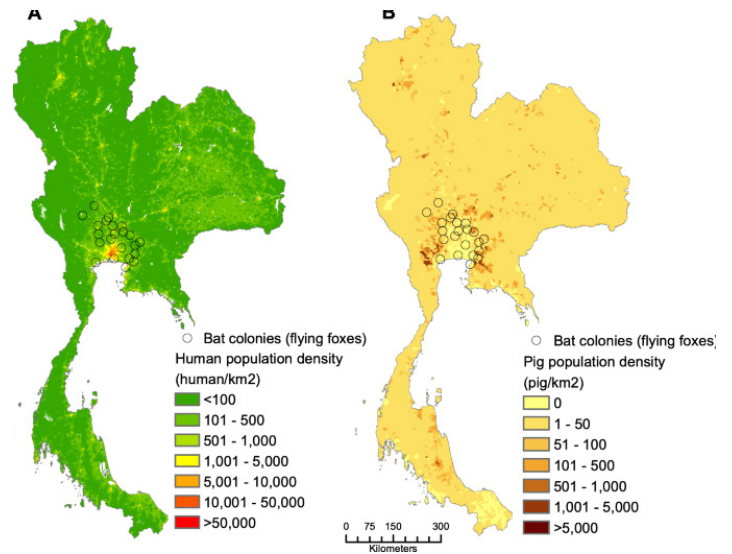 A
B
Bat colonies (flying foxes)
Human population density
(human/km2)
<100
101 - 500
501 - 1,000
1,001 - 5,000
5,001 - 10,000
10,001 - 50,000
>50,000
Bat colonies (flying foxes)
Pig population density
(pig/km2)
0
1 - 50
51 - 100
101 - 500
501 - 1,000
1,001 - 5,000
>5,000
0 75 150 300
Kilometers